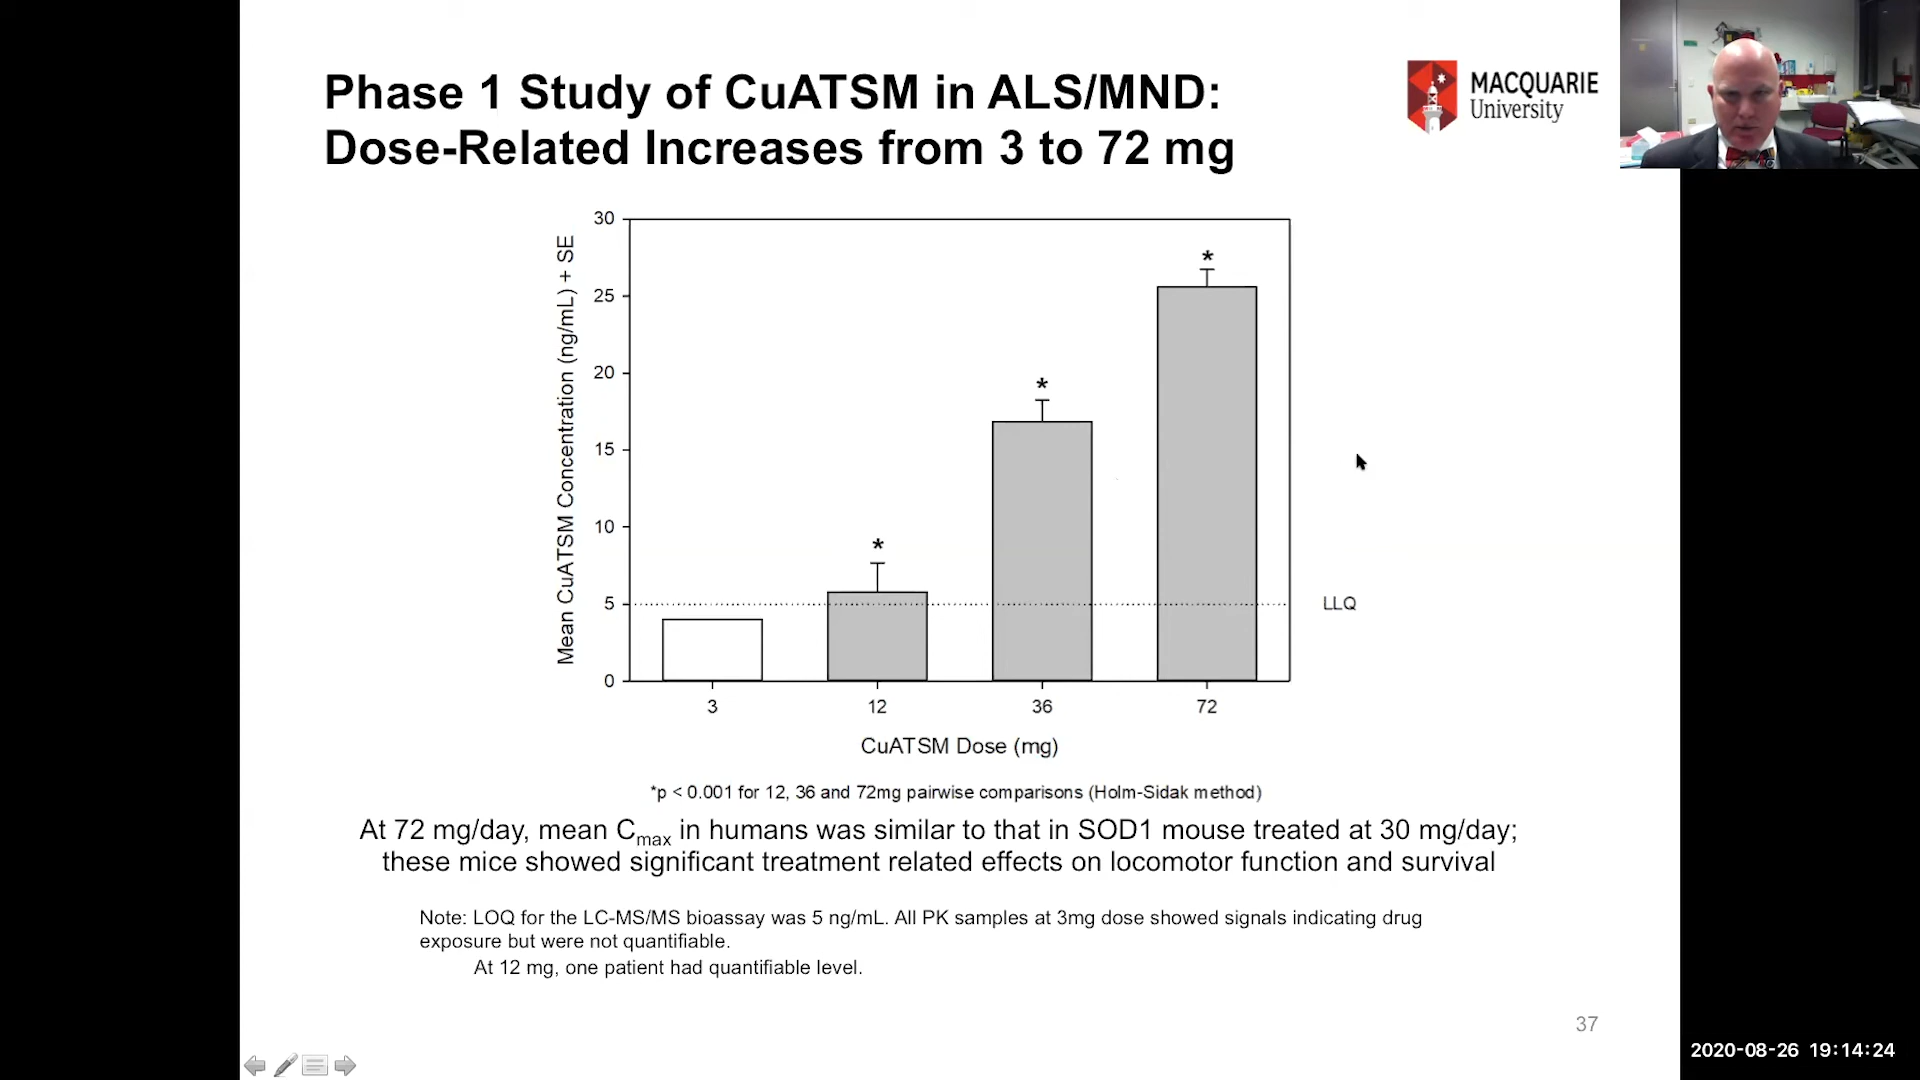 Phase 1 Study of CuATSM in ALS/MND:
Dose-Related Increases from 3 to 72 mg
MACQUARIE
University
Mean CuATSM Concentration (ng/mL) + SE
30
25
20
15
10
5
0
*
*
*
LLQ
3 12 36 72
CuATSM Dose (mg)
*p < 0.001 for 12, 36 and 72mg pairwise comparisons (Holm-Sidak method)
At 72 mg/day, mean Cmax in humans was similar to that in SOD1 mouse treated at 30 mg/day;
these mice showed significant treatment related effects on locomotor function and survival
Note: LOQ for the LC-MS/MS bioassay was 5 ng/mL. All PK samples at 3mg dose showed signals indicating drug
exposure but were not quantifiable.
At 12 mg, one patient had quantifiable level.
37
2020-08-26 19:14:24